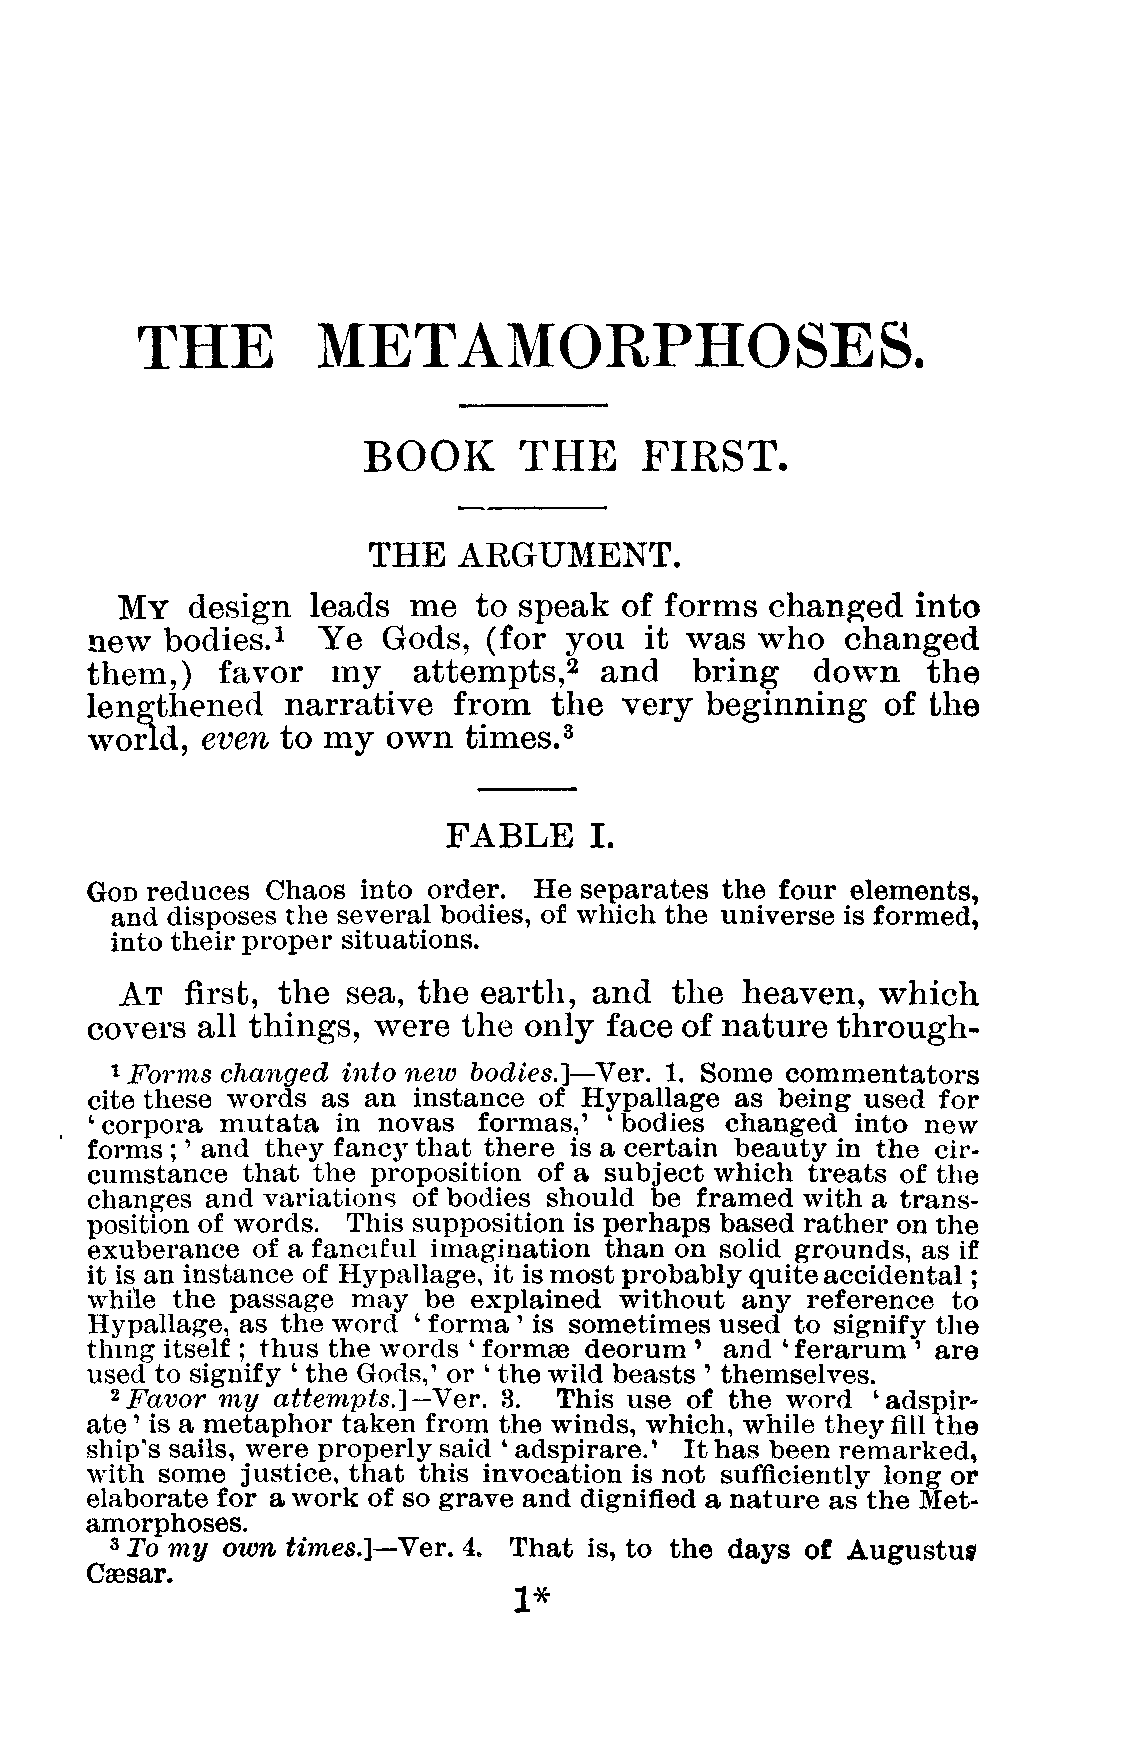 THE METAMORPHOSES.
BOOK THE FIRST.
THE ARGUMENT.
MY design leads me to speak of forms changed into
new bodies.¹ Ye Gods, (for you it was who changed
them,) favor my attempts,² and bring down the
lengthened narrative from the very beginning of the
world, even to my own times.³
FABLE I.
GOD reduces Chaos into order. He separates the four elements,
and disposes the several bodies, of which the universe is formed,
into their proper situations.
AT first, the sea, the earth, and the heaven, which
covers all things, were the only face of nature through-
¹ Forms changed into new bodies.]—Ver. 1. Some commentators
cite these words as an instance of Hypallage as being used for
‘corpora mutata in novas formas,’ ‘bodies changed into new
forms;’ and they fancy that there is a certain beauty in the cir-
cumstance that the proposition of a subject which treats of the
changes and variations of bodies should be framed with a trans-
position of words. This supposition is perhaps based rather on the
exuberance of a fanciful imagination than on solid grounds, as if
it is an instance of Hypallage, it is most probably quite accidental;
while the passage may be explained without any reference to
Hypallage, as the word ‘forma’ is sometimes used to signify the
thing itself; thus the words ‘formæ deorum’ and ‘ferarum’ are
used to signify ‘the Gods,’ or ‘the wild beasts’ themselves.
² Favor my attempts.]—Ver. 3. This use of the word ‘adspir-
ate’ is a metaphor taken from the winds, which, while they fill the
ship's sails, were properly said ‘adspirare.’ It has been remarked,
with some justice, that this invocation is not sufficiently long or
elaborate for a work of so grave and dignified a nature as the Met-
amorphoses.
³ To my own times.]—Ver. 4. That is, to the days of Augustus
Cæsar.
1*